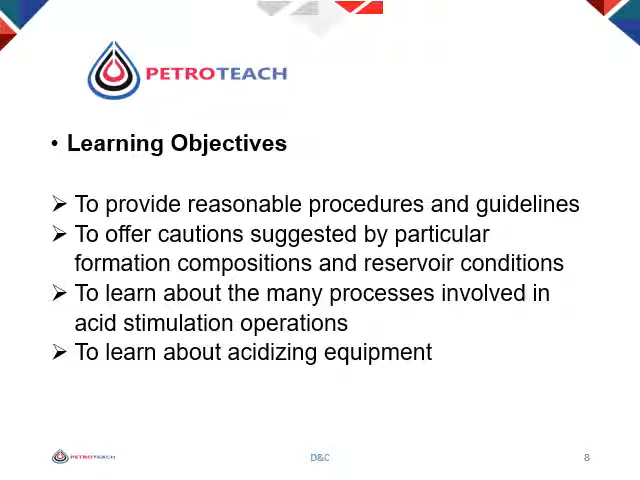 PETROTEACH
• Learning Objectives
➢ To provide reasonable procedures and guidelines
➢ To offer cautions suggested by particular
formation compositions and reservoir conditions
➢ To learn about the many processes involved in
acid stimulation operations
➢ To learn about acidizing equipment
PETROTEACH
D&C
8